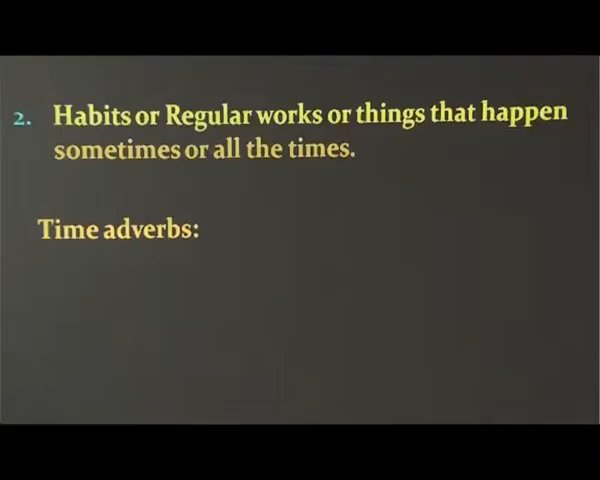 2. Habits or Regular works or things that happen
sometimes or all the times.
Time adverbs: